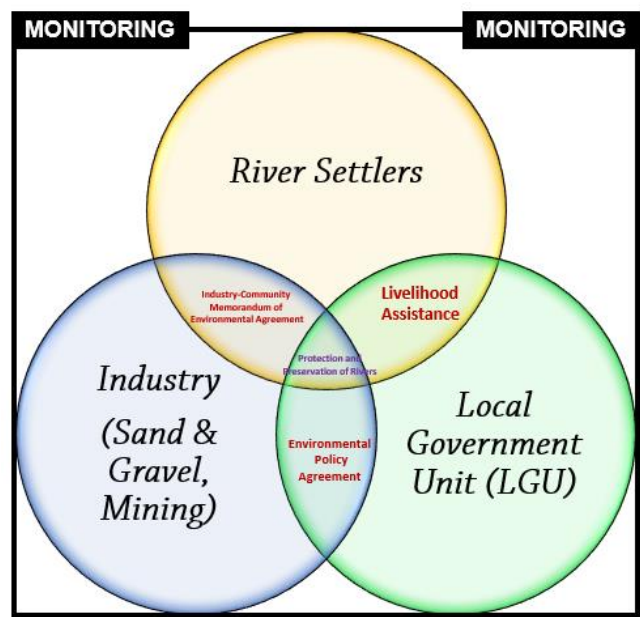 MONITORING
MONITORING
River Settlers
Industry-Community
Memorandum of
Environmental Agreement
Livelihood
Assistance
Protection and
Preservation of Rivers
Industry
(Sand &
Gravel,
Mining)
Environmental
Policy
Agreement
Local
Government
Unit (LGU)